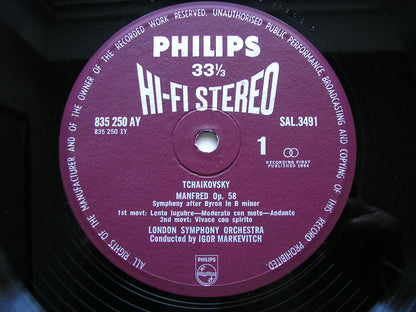 ALL RIGHTS OF THE MANUFACTURER AND OF THE OWNER OF THE RECORDED WORK RESERVED. UNAUTHORISED PUBLIC PERFORMANCE, BROADCASTING AND COPYING OF THIS RECORD PROHIBITED
PHILIPS
33⅓
HI-FI STEREO
835 250 AY
SAL.3491
835 250 1Y
1
RECORDING FIRST
PUBLISHED 1964
TCHAIKOVSKY
MANFRED Op. 58
Symphony after Byron in B minor
1st movt: Lento lugubre—Moderato con moto—Andante
2nd movt: Vivace con spirito
LONDON SYMPHONY ORCHESTRA
Conducted by IGOR MARKEVITCH
PHILIPS